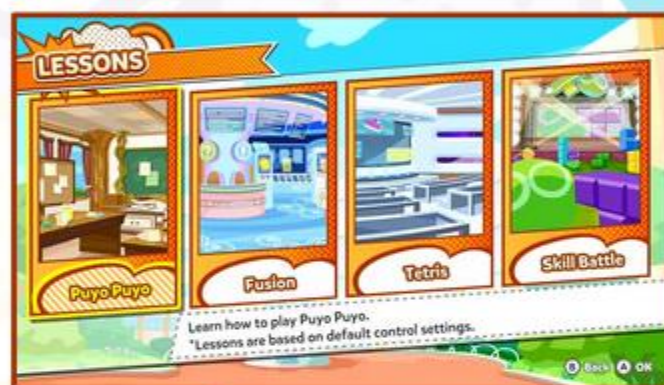 LESSONS
Puyo Puyo
Fusion
Tetris
Skill Battle
Learn how to play Puyo Puyo.
*Lessons are based on default control settings.
B Back A OK